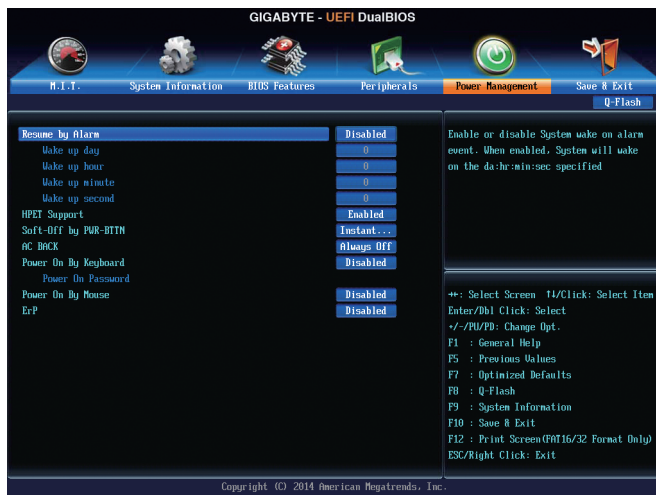 GIGABYTE - UEFI DualBIOS
M.I.T.
System Information
BIOS Features
Peripherals
Power Management
Save & Exit
Q-Flash
Resume by Alarm Disabled
Wake up day 0
Wake up hour 0
Wake up minute 0
Wake up second 0
HPET Support Enabled
Soft-Off by PWR-BTTN Instant...
AC BACK Always Off
Power On By Keyboard Disabled
Power On Password
Power On By Mouse Disabled
ErP Disabled
Enable or disable System wake on alarm
event. When enabled, System will wake
on the da:hr:min:sec specified
→←: Select Screen ↑↓/Click: Select Item
Enter/Dbl Click: Select
+/-/PU/PD: Change Opt.
F1 : General Help
F5 : Previous Values
F7 : Optimized Defaults
F8 : Q-Flash
F9 : System Information
F10 : Save & Exit
F12 : Print Screen(FAT16/32 Format Only)
ESC/Right Click: Exit
Copyright (C) 2014 American Megatrends, Inc.